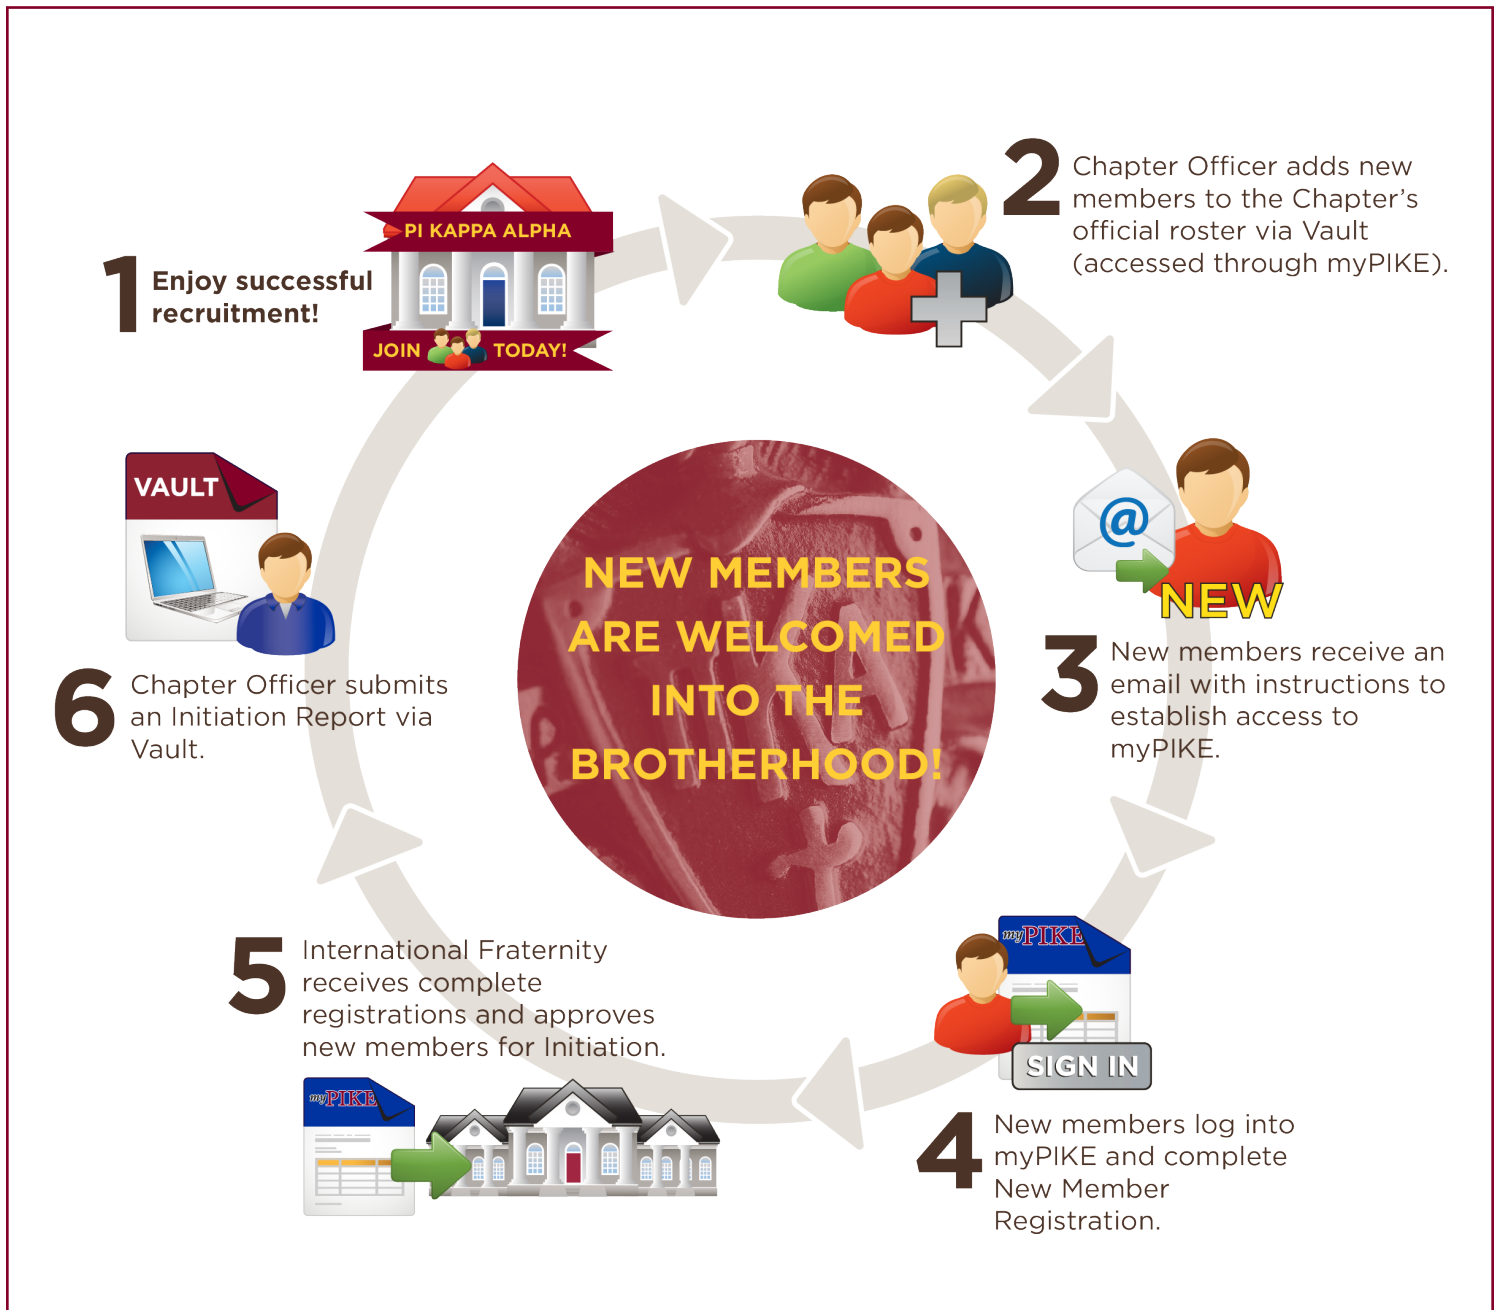 1
Enjoy successful
recruitment!
PI KAPPA ALPHA
JOIN TODAY!
2
Chapter Officer adds new
members to the Chapter's
official roster via Vault
(accessed through myPIKE).
@
NEW
3
New members receive an
email with instructions to
establish access to
myPIKE.
myPIKE
SIGN IN
4
New members log into
myPIKE and complete
New Member
Registration.
5
International Fraternity
receives complete
registrations and approves
new members for Initiation.
myPIKE
VAULT
6
Chapter Officer submits
an Initiation Report via
Vault.
NEW MEMBERS
ARE WELCOMED
INTO THE
BROTHERHOOD!